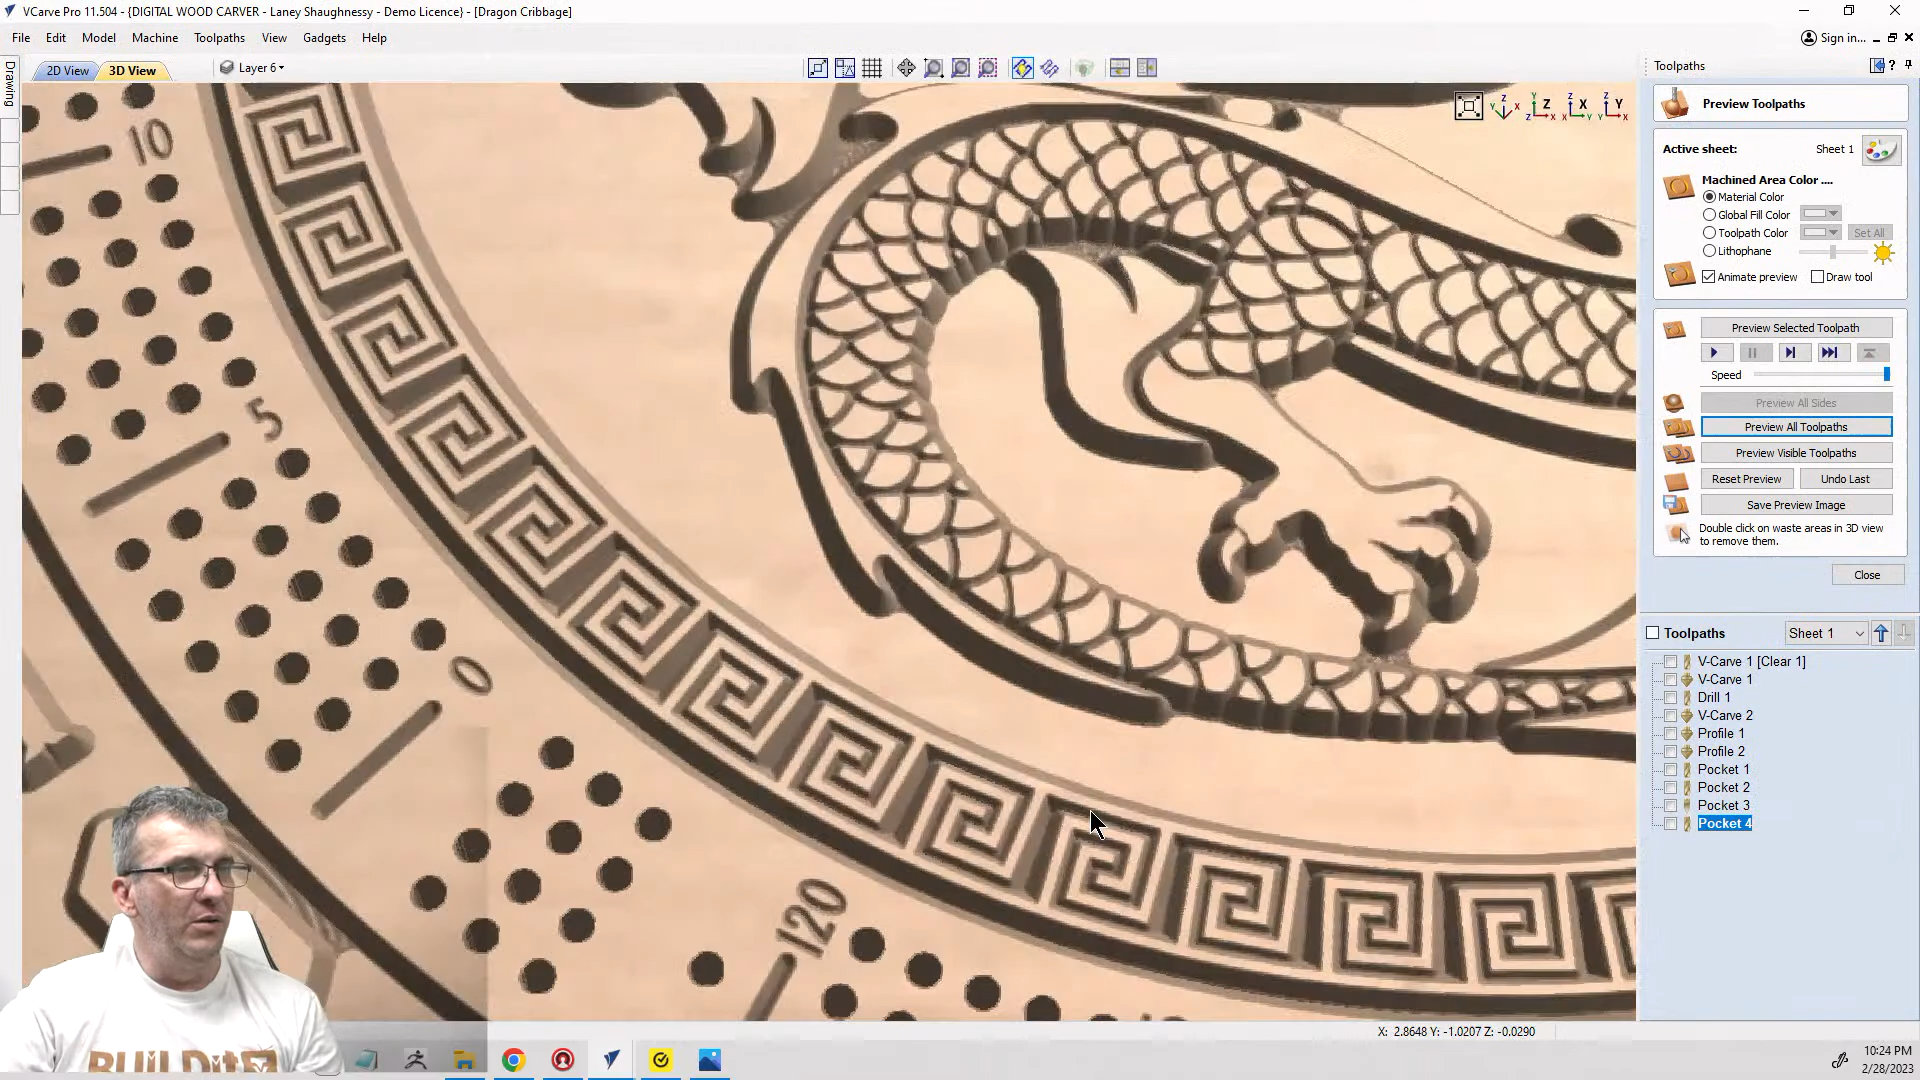 VCarve Pro 11.504 - {DIGITAL WOOD CARVER - Laney Shaughnessy - Demo Licence} - [Dragon Cribbage]
File Edit Model Machine Toolpaths View Gadgets Help
Sign in...
Drawing
2D View 3D View Layer 6
Z X Y
Toolpaths
Preview Toolpaths
Active sheet: Sheet 1
Machined Area Color ....
Material Color
Global Fill Color
Toolpath Color Set All
Lithophane
Animate preview Draw tool
Preview Selected Toolpath
Speed
Preview All Sides
Preview All Toolpaths
Preview Visible Toolpaths
Reset Preview Undo Last
Save Preview Image
Double click on waste areas in 3D view
to remove them.
Close
Toolpaths Sheet 1
V-Carve 1 [Clear 1]
V-Carve 1
Drill 1
V-Carve 2
Profile 1
Profile 2
Pocket 1
Pocket 2
Pocket 3
Pocket 4
10
5
0
120
X: 2.8648 Y: -1.0207 Z: -0.0290
10:24 PM
2/28/2023